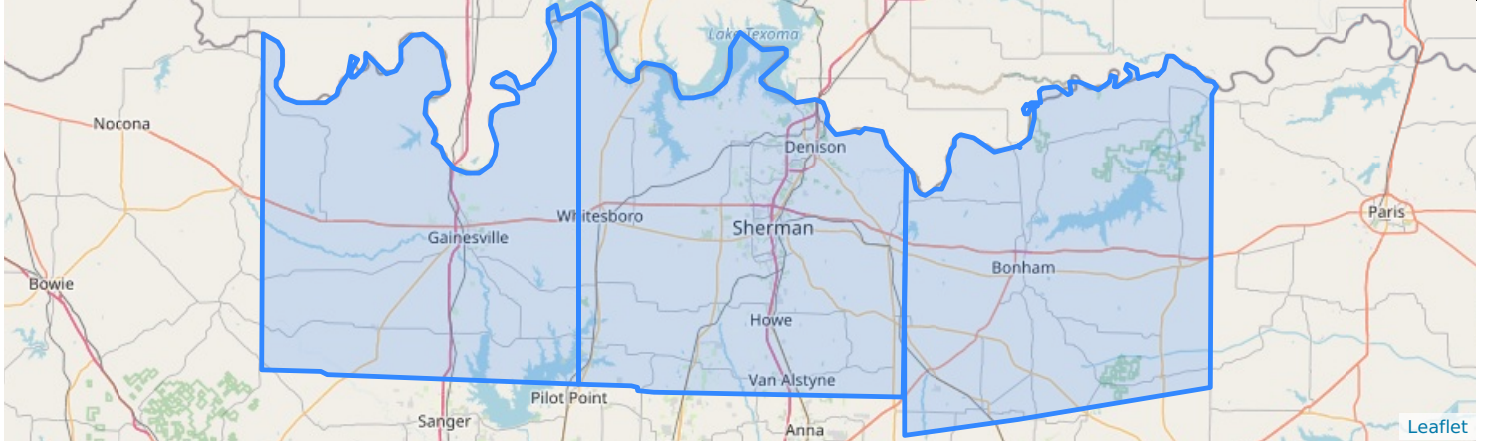 Lake Texoma
Nocona
Denison
Whitesboro
Paris
Sherman
Gainesville
Bonham
Bowie
Howe
Van Alstyne
Pilot Point
Sanger
Anna
Leaflet